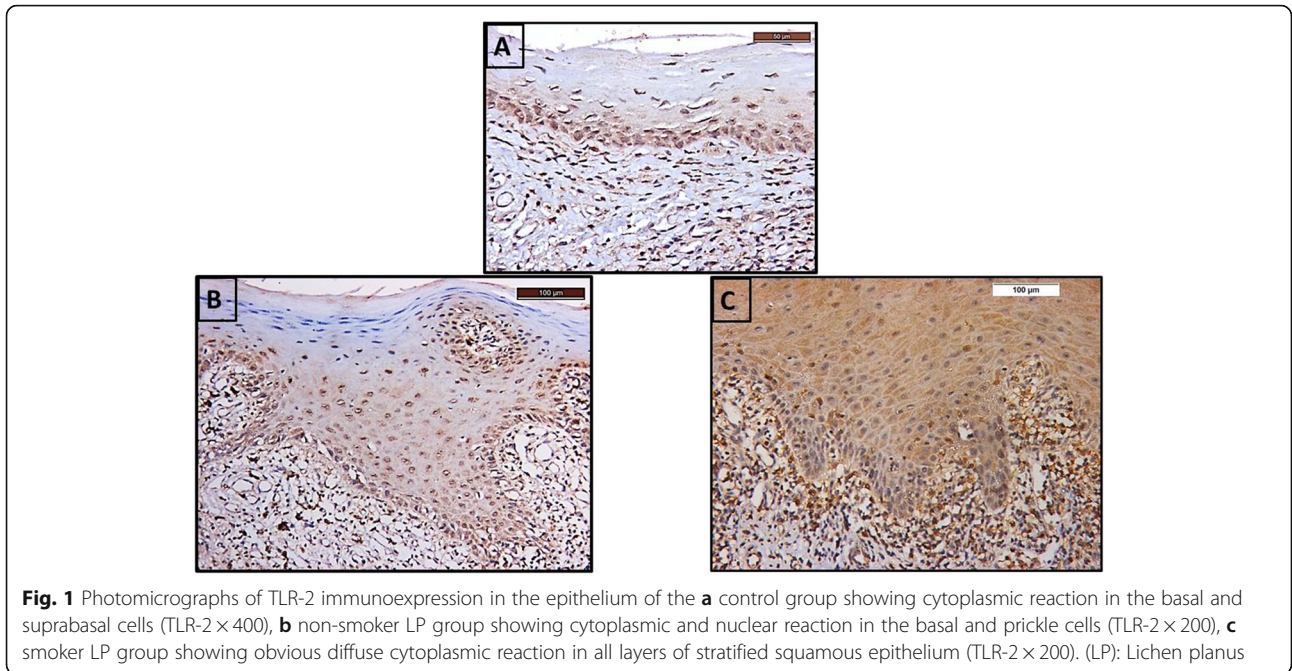 A
50 µm
B
100 µm
C
100 µm
Fig. 1 Photomicrographs of TLR-2 immunoexpression in the epithelium of the a control group showing cytoplasmic reaction in the basal and
suprabasal cells (TLR-2 × 400), b non-smoker LP group showing cytoplasmic and nuclear reaction in the basal and prickle cells (TLR-2 × 200), c
smoker LP group showing obvious diffuse cytoplasmic reaction in all layers of stratified squamous epithelium (TLR-2 × 200). (LP): Lichen planus